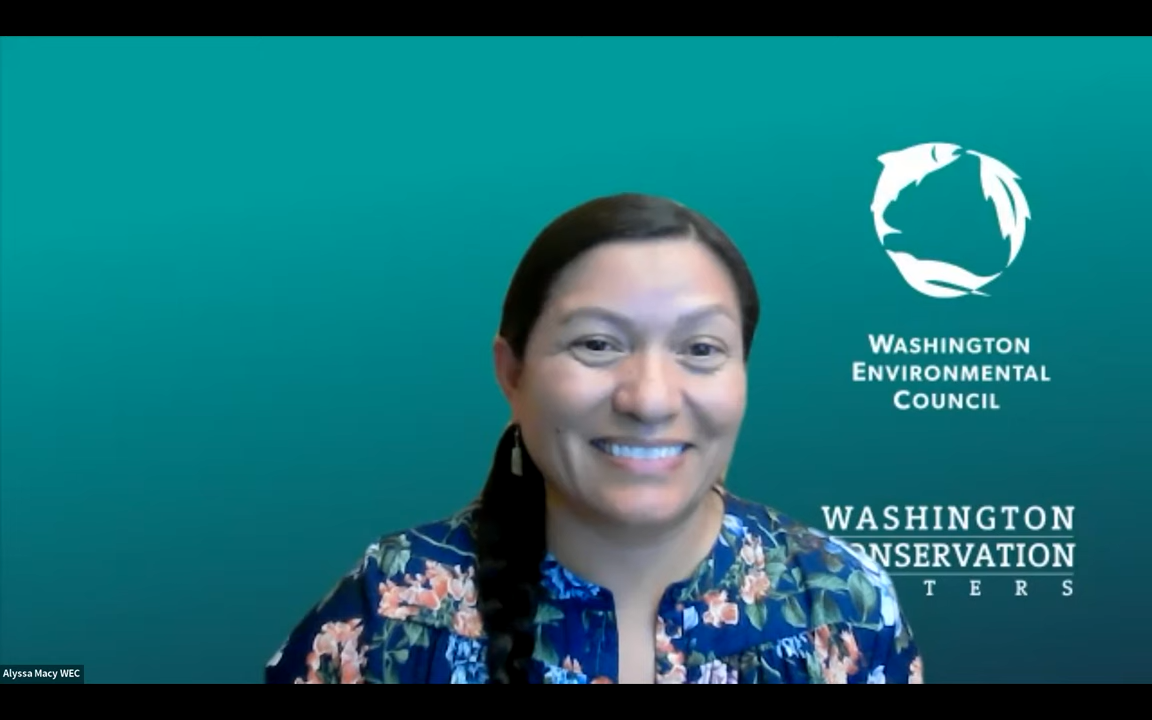 WASHINGTON
ENVIRONMENTAL
COUNCIL
WASHINGTON
ONSERVATION
TERS
Alyssa Macy WEC